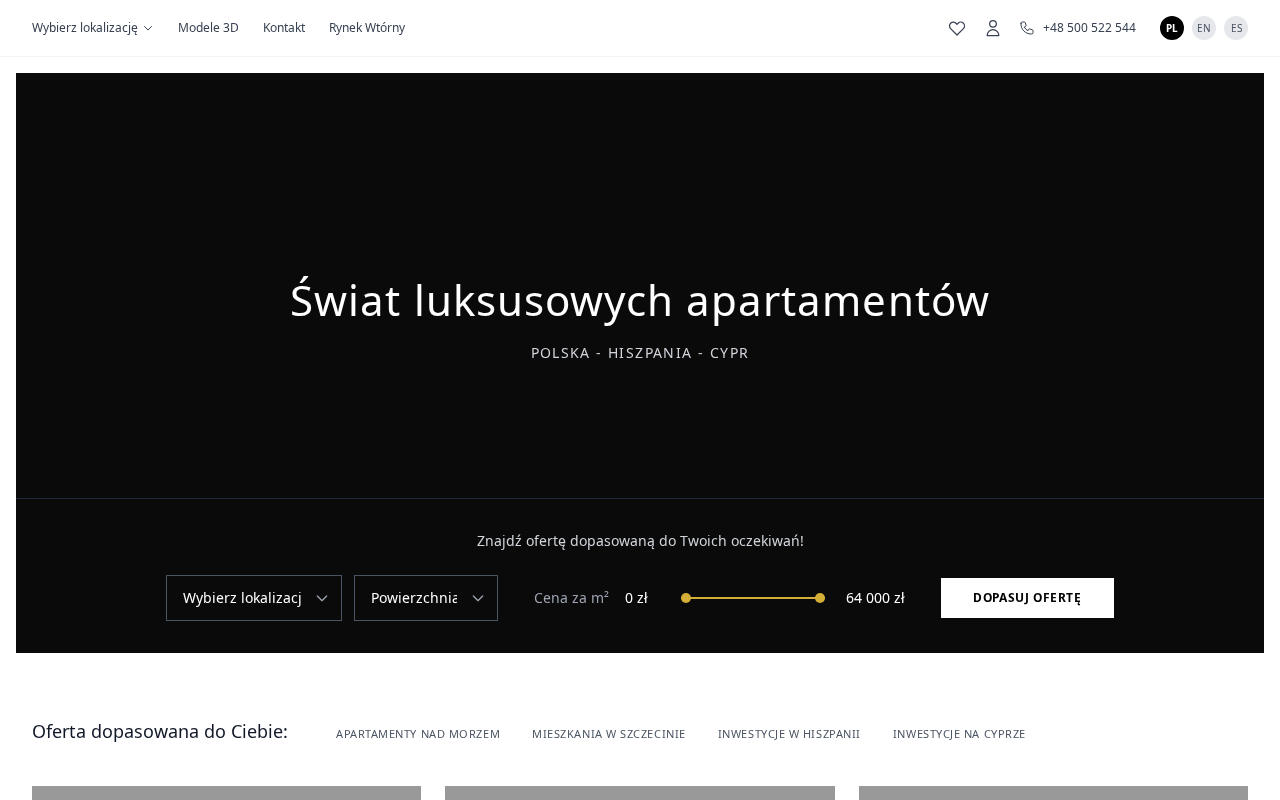 Wybierz lokalizację Modele 3D Kontakt Rynek Wtórny +48 500 522 544 PL EN ES
Świat luksusowych apartamentów
POLSKA - HISZPANIA - CYPR
Znajdź ofertę dopasowaną do Twoich oczekiwań!
Wybierz lokalizacj Powierzchnia Cena za m² 0 zł 64 000 zł DOPASUJ OFERTĘ
Oferta dopasowana do Ciebie: APARTAMENTY NAD MORZEM MIESZKANIA W SZCZECINIE INWESTYCJE W HISZPANII INWESTYCJE NA CYPRZE